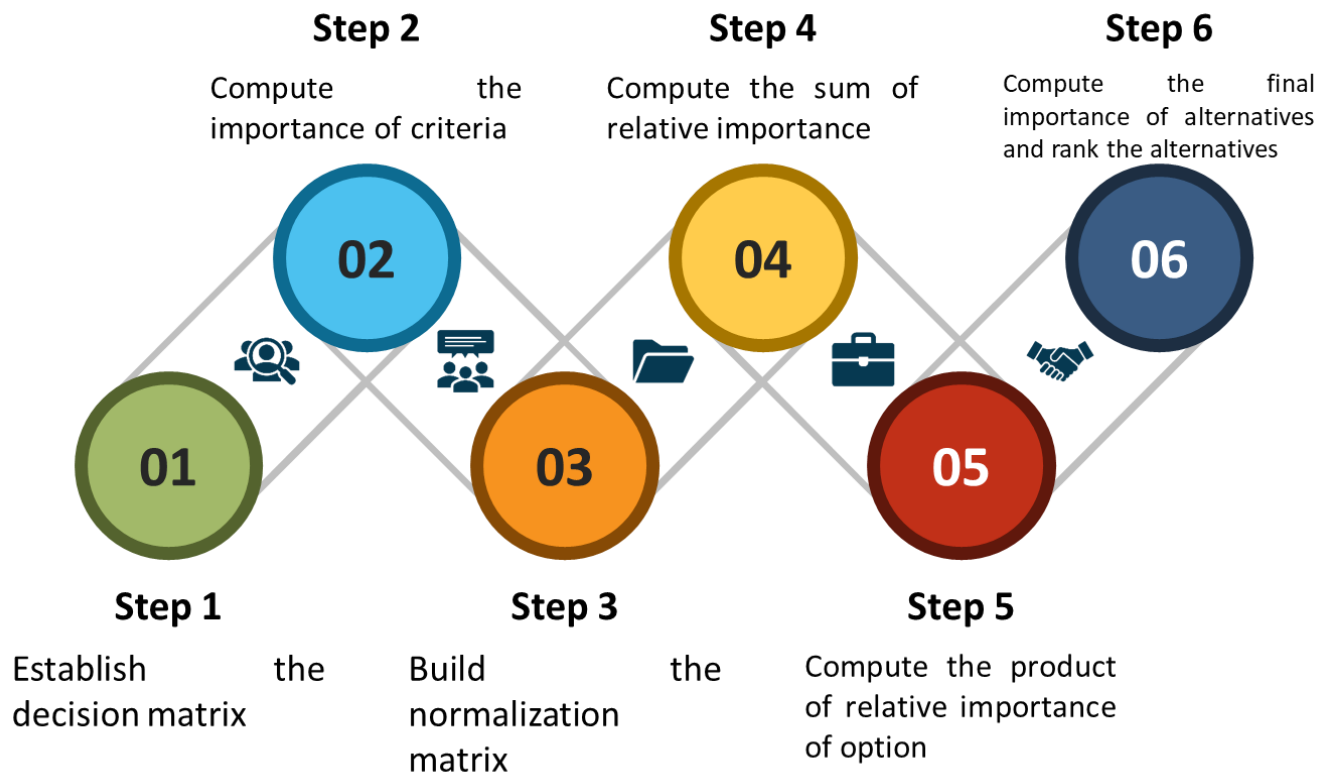 Step 1
01
Establish the
decision matrix
Step 2
Compute the
importance of criteria
02
Step 3
03
Build the
normalization
matrix
Step 4
Compute the sum of
relative importance
04
Step 5
05
Compute the product
of relative importance
of option
Step 6
Compute the final
importance of alternatives
and rank the alternatives
06